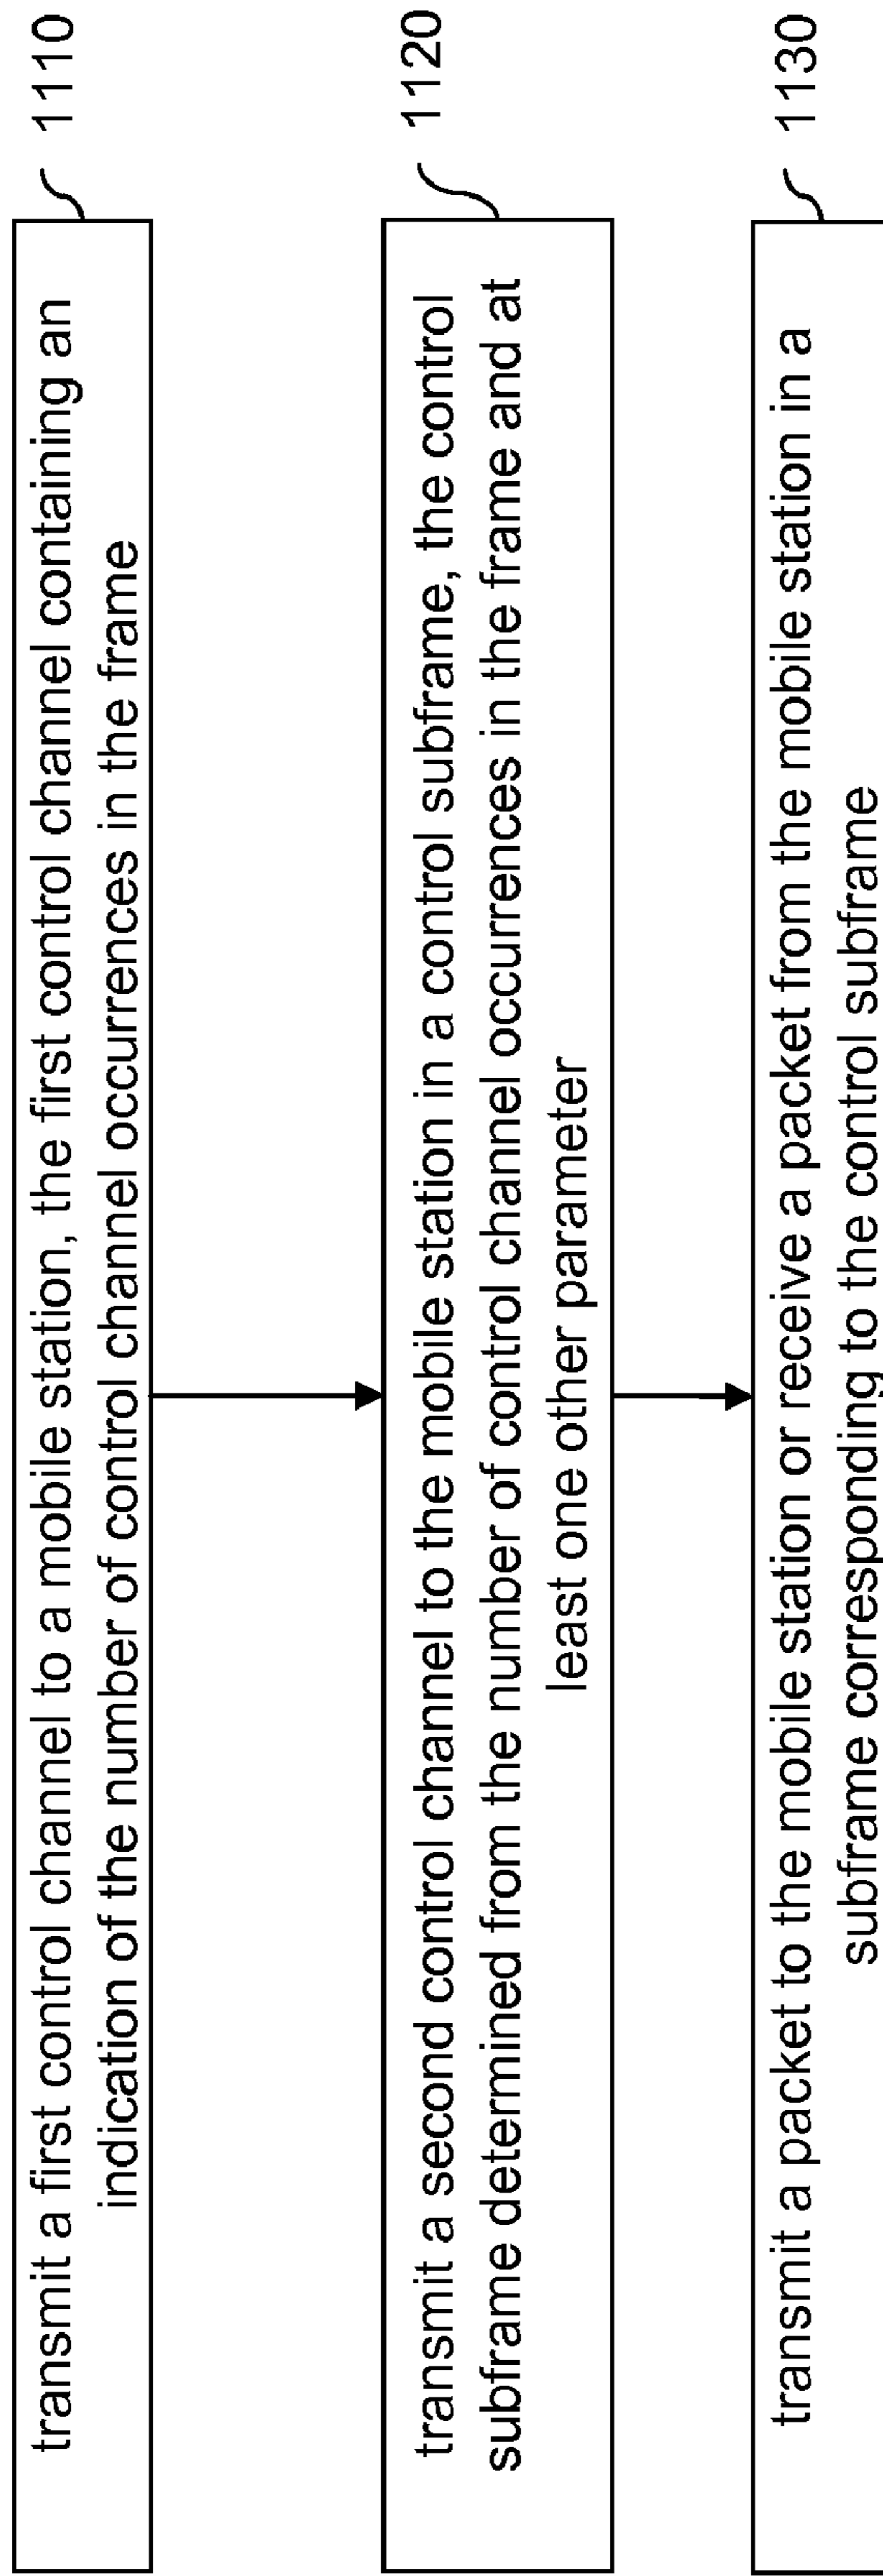 transmit a first control channel to a mobile station, the first control channel containing an
indication of the number of control channel occurrences in the frame
1110
transmit a second control channel to the mobile station in a control subframe, the control
subframe determined from the number of control channel occurrences in the frame and at
least one other parameter
1120
transmit a packet to the mobile station or receive a packet from the mobile station in a
subframe corresponding to the control subframe
1130